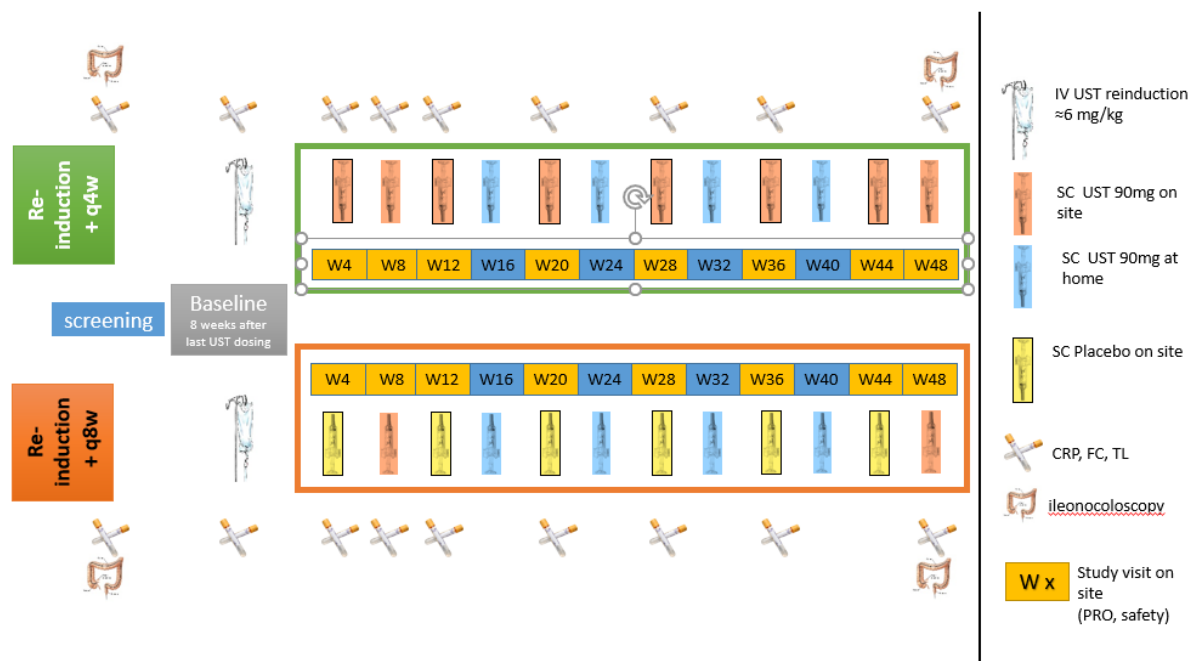 Re-
induction
+ q4w
W4 W8 W12 W16 W20 W24 W28 W32 W36 W40 W44 W48
screening
Baseline
8 weeks after
last UST dosing
W4 W8 W12 W16 W20 W24 W28 W32 W36 W40 W44 W48
Re-
induction
+ q8w
IV UST reinduction
≈6 mg/kg
SC UST 90mg on
site
SC UST 90mg at
home
SC Placebo on site
CRP, FC, TL
ileonocoloscopy
W x
Study visit on
site
(PRO, safety)